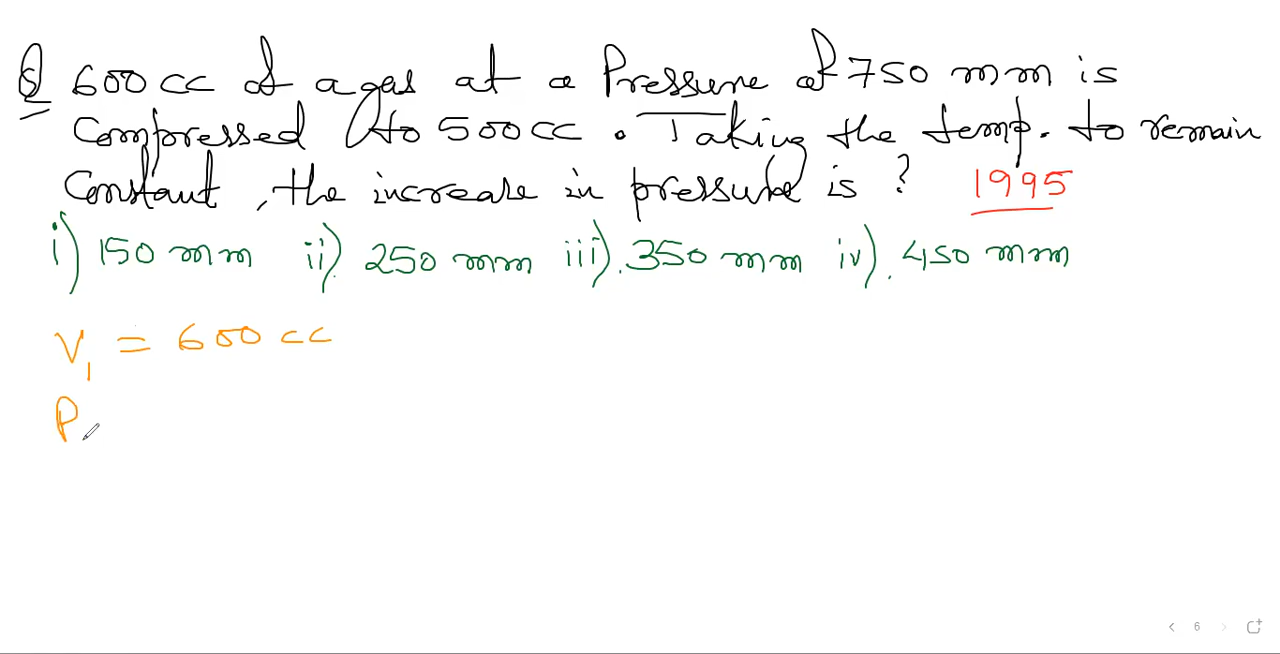 Q 600 cc of a gas at a Pressure of 750 mm is
Compressed to 500 cc . Taking the temp. to remain
Constant , the increase in pressure is ? 1995
i) 150 mm ii). 250 mm iii). 350 mm iv). 450 mm
V1 = 600 cc
P
6